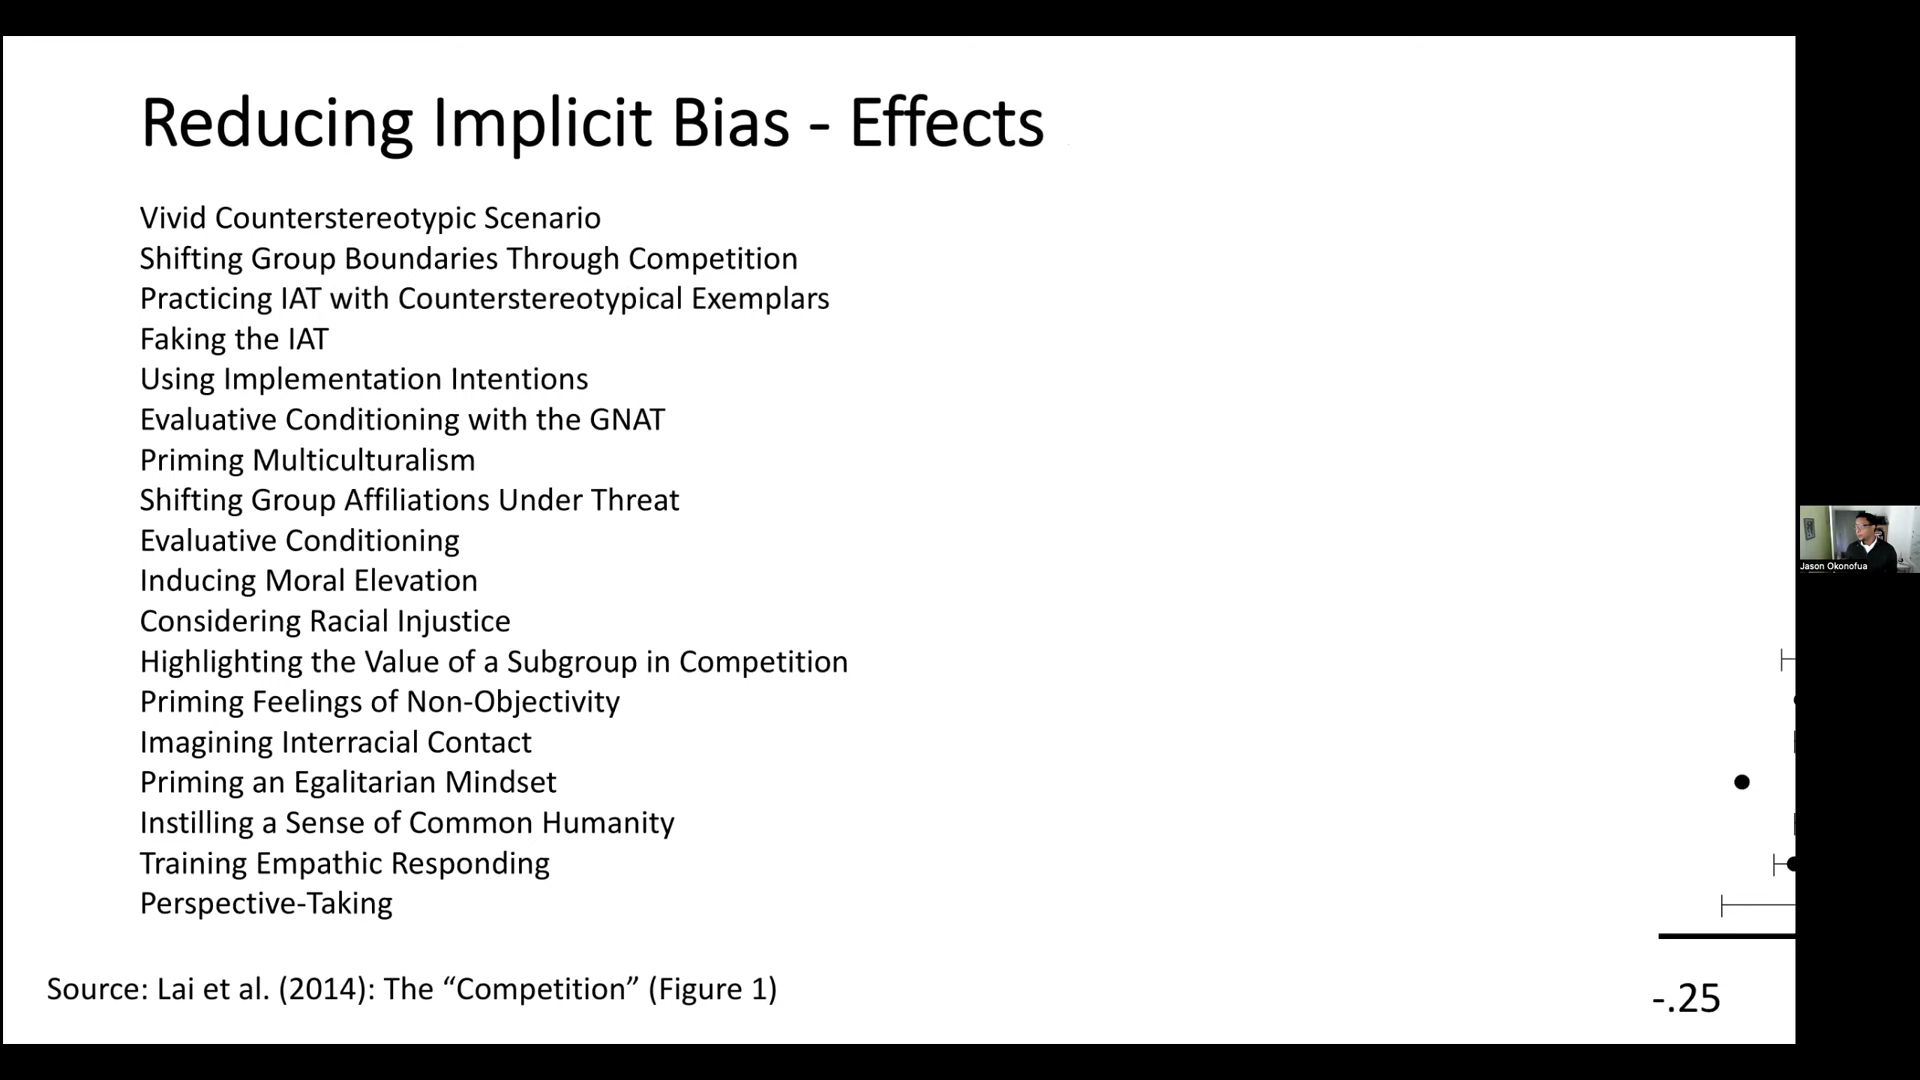 Reducing Implicit Bias - Effects
Vivid Counterstereotypic Scenario
Shifting Group Boundaries Through Competition
Practicing IAT with Counterstereotypical Exemplars
Faking the IAT
Using Implementation Intentions
Evaluative Conditioning with the GNAT
Priming Multiculturalism
Shifting Group Affiliations Under Threat
Evaluative Conditioning
Inducing Moral Elevation
Considering Racial Injustice
Highlighting the Value of a Subgroup in Competition
Priming Feelings of Non-Objectivity
Imagining Interracial Contact
Priming an Egalitarian Mindset
Instilling a Sense of Common Humanity
Training Empathic Responding
Perspective-Taking
Source: Lai et al. (2014): The “Competition” (Figure 1)
-.25
Jason Okonofua